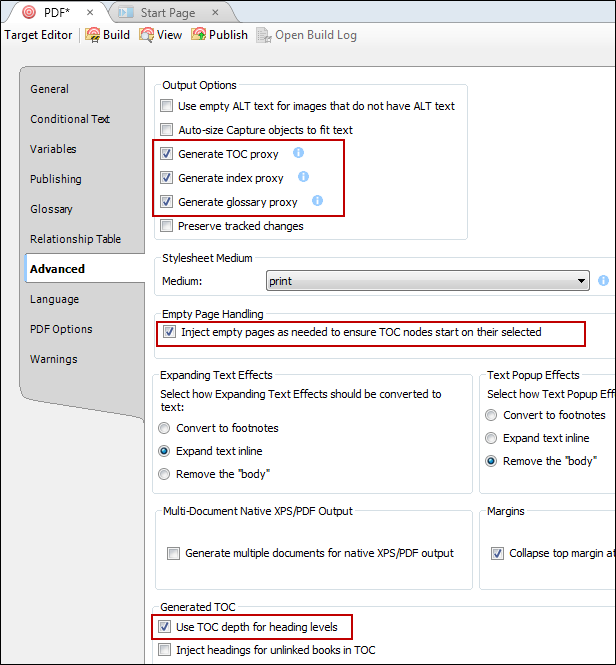 PDF* Start Page
Target Editor Build View Publish Open Build Log
General
Conditional Text
Variables
Publishing
Glossary
Relationship Table
Advanced
Language
PDF Options
Warnings
Output Options
Use empty ALT text for images that do not have ALT text
Auto-size Capture objects to fit text
Generate TOC proxy
Generate index proxy
Generate glossary proxy
Preserve tracked changes
Stylesheet Medium
Medium: print
Empty Page Handling
Inject empty pages as needed to ensure TOC nodes start on their selected
Expanding Text Effects
Select how Expanding Text Effects should be converted to
text:
Convert to footnotes
Expand text inline
Remove the "body"
Text Popup Effects
Select how Text Popup Eff
Convert to footnotes
Expand text inline
Remove the "body"
Multi-Document Native XPS/PDF Output
Generate multiple documents for native XPS/PDF output
Margins
Collapse top margin at
Generated TOC
Use TOC depth for heading levels
Inject headings for unlinked books in TOC